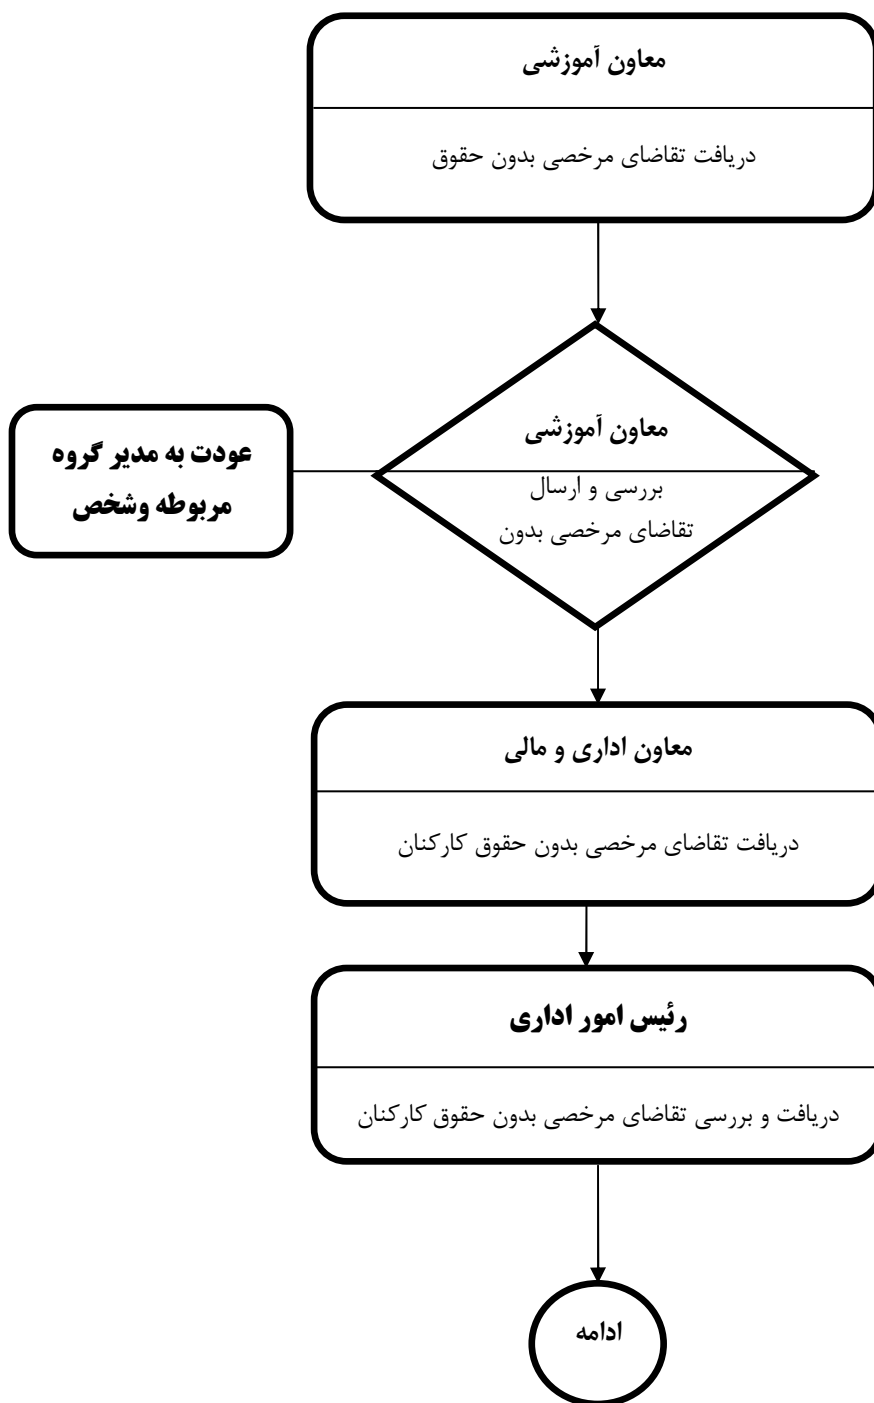 معاون آموزشی
دریافت تقاضای مرخصی بدون حقوق
معاون آموزشی
بررسی و ارسال
تقاضای مرخصی بدون
عودت به مدیر گروه
مربوطه وشخص
معاون اداری و مالی
دریافت تقاضای مرخصی بدون حقوق کارکنان
رئیس امور اداری
دریافت و بررسی تقاضای مرخصی بدون حقوق کارکنان
ادامه